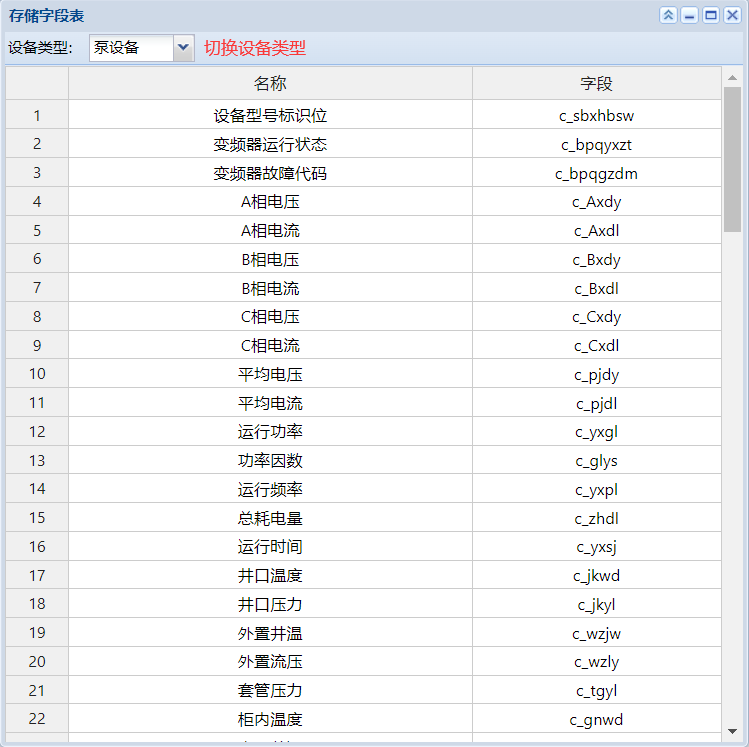 存储字段表
设备类型: 泵设备 切换设备类型
名称 字段
1 设备型号标识位 c_sbxhbsw
2 变频器运行状态 c_bpqyxzt
3 变频器故障代码 c_bpqgzdm
4 A相电压 c_Axdy
5 A相电流 c_Axdl
6 B相电压 c_Bxdy
7 B相电流 c_Bxdl
8 C相电压 c_Cxdy
9 C相电流 c_Cxdl
10 平均电压 c_pjdy
11 平均电流 c_pjdl
12 运行功率 c_yxgl
13 功率因数 c_glys
14 运行频率 c_yxpl
15 总耗电量 c_zhdl
16 运行时间 c_yxsj
17 井口温度 c_jkwd
18 井口压力 c_jkyl
19 外置井温 c_wzjw
20 外置流压 c_wzly
21 套管压力 c_tgyl
22 柜内温度 c_gnwd